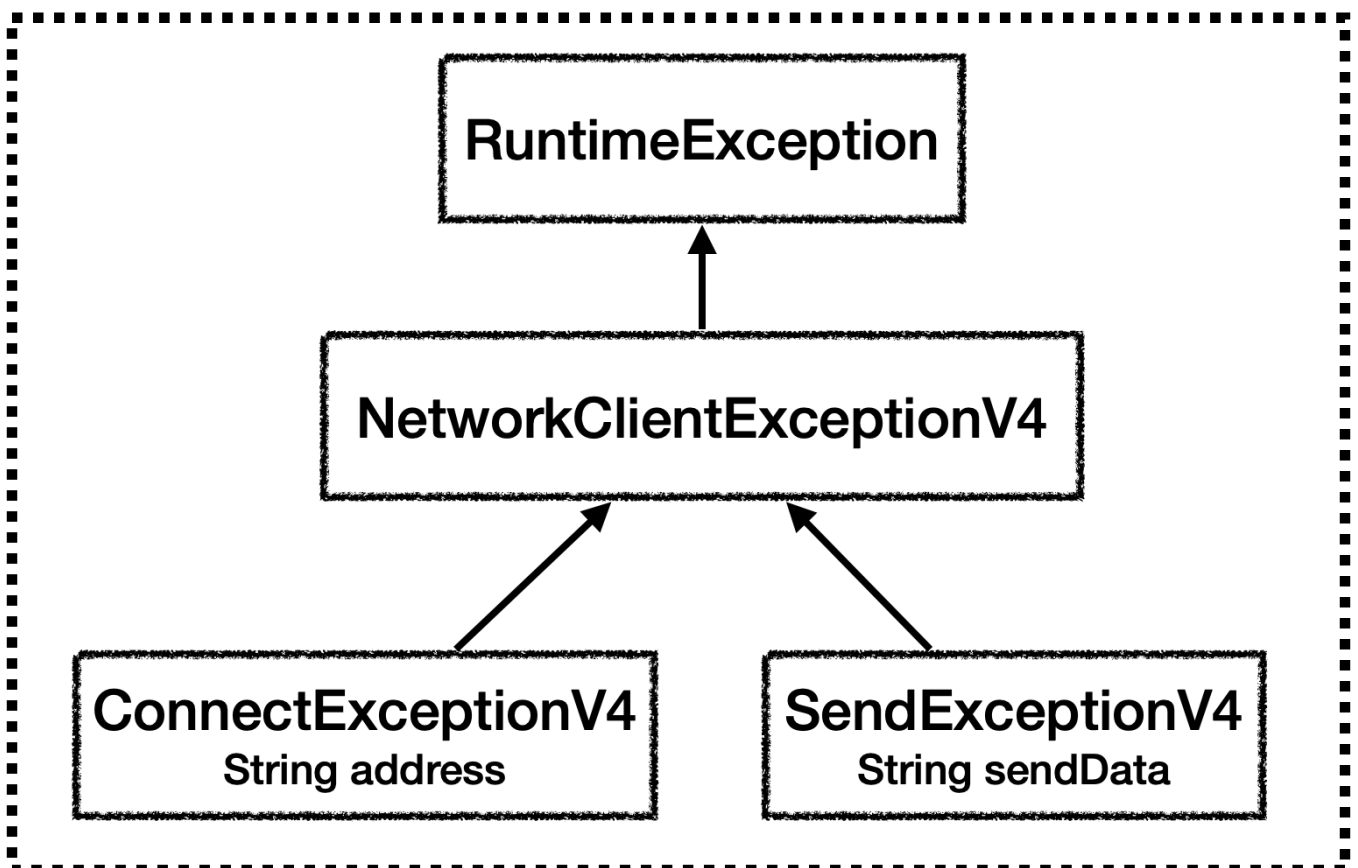 RuntimeException
NetworkClientExceptionV4
ConnectExceptionV4
String address
SendExceptionV4
String sendData